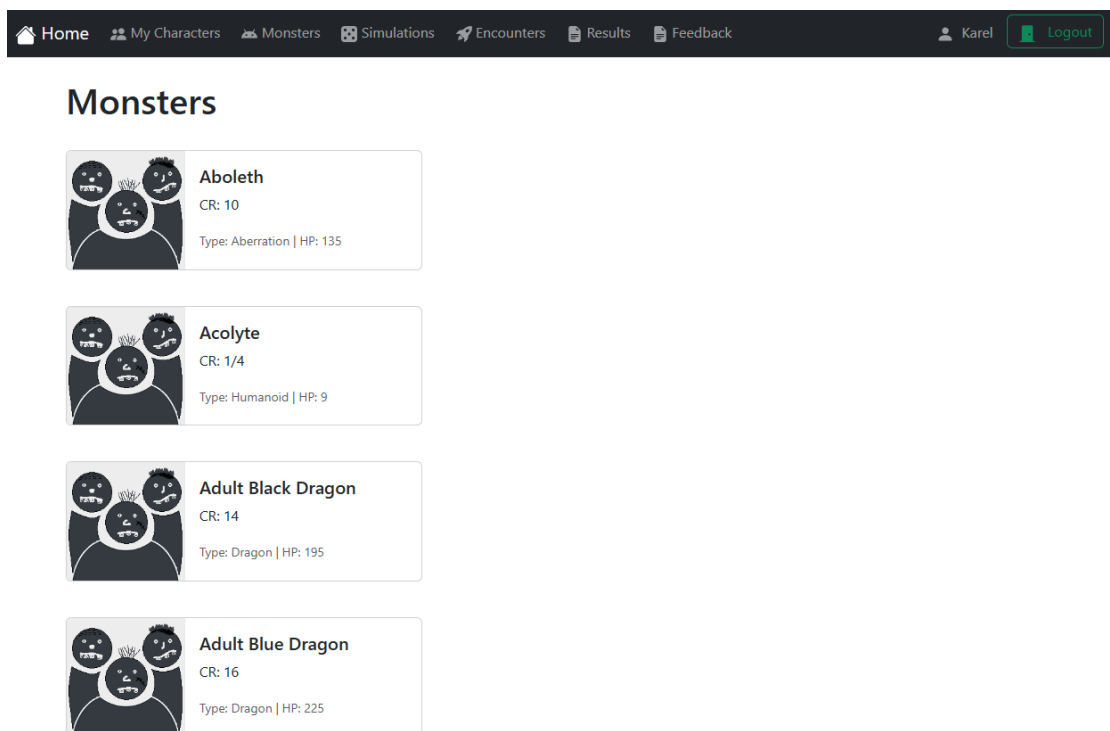 Home My Characters Monsters Simulations Encounters Results Feedback Karel Logout
Monsters
Aboleth
CR: 10
Type: Aberration | HP: 135
Acolyte
CR: 1/4
Type: Humanoid | HP: 9
Adult Black Dragon
CR: 14
Type: Dragon | HP: 195
Adult Blue Dragon
CR: 16
Type: Dragon | HP: 225